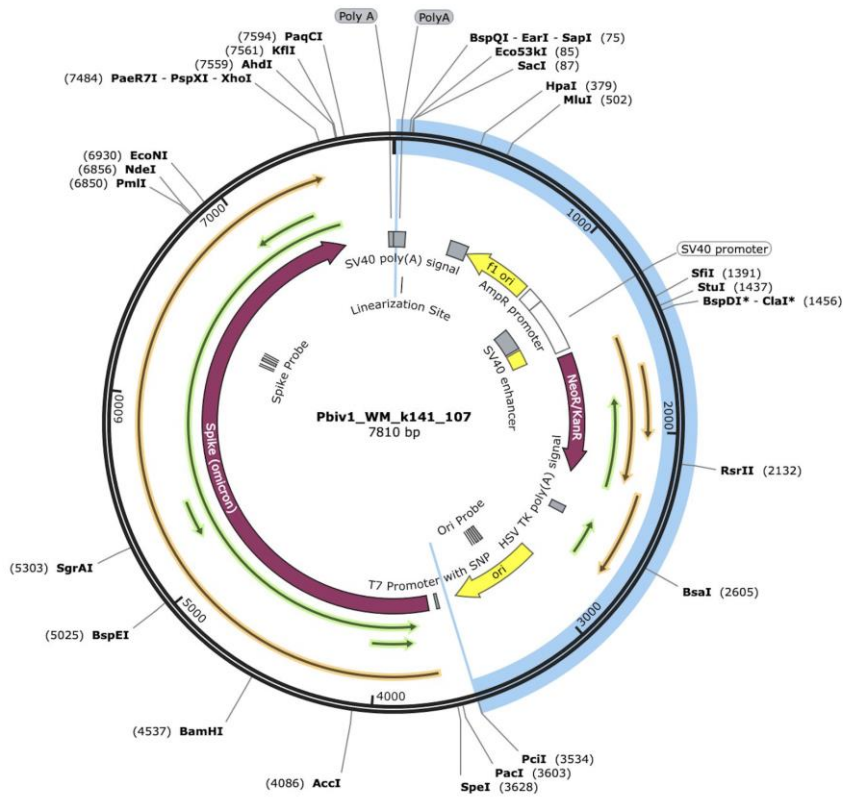 Poly A
PolyA
(7594) PaqCI
(7561) KflI
(7559) AhdI
(7484) PaeR7I - PspXI - XhoI
BspQI - EarI - SapI (75)
Eco53kI (85)
SacI (87)
HpaI (379)
MluI (502)
(6930) EcoNI
(6856) NdeI
(6850) PmlI
7000
1000
SV40 promoter
SfiI (1391)
StuI (1437)
BspDI* - ClaI* (1456)
SV40 poly(A) signal
f1 ori
AmpR promoter
Linearization Site
SV40 enhancer
Spike Probe
NeoR/KanR
6000
2000
Pbiv1_WM_k141_107
7810 bp
Spike (omicron)
HSV TK poly(A) signal
RsrII (2132)
Ori Probe
T7 Promoter with SNP
ori
(5303) SgrAI
BsaI (2605)
5000
3000
(5025) BspEI
4000
(4537) BamHI
PciI (3534)
(4086) AccI
PacI (3603)
SpeI (3628)